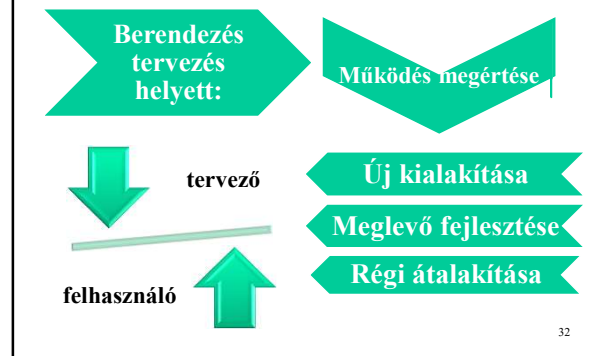 Berendezés
tervezés
helyett:
Működés megértése
tervező
felhasználó
Új kialakítása
Meglevő fejlesztése
Régi átalakítása
32